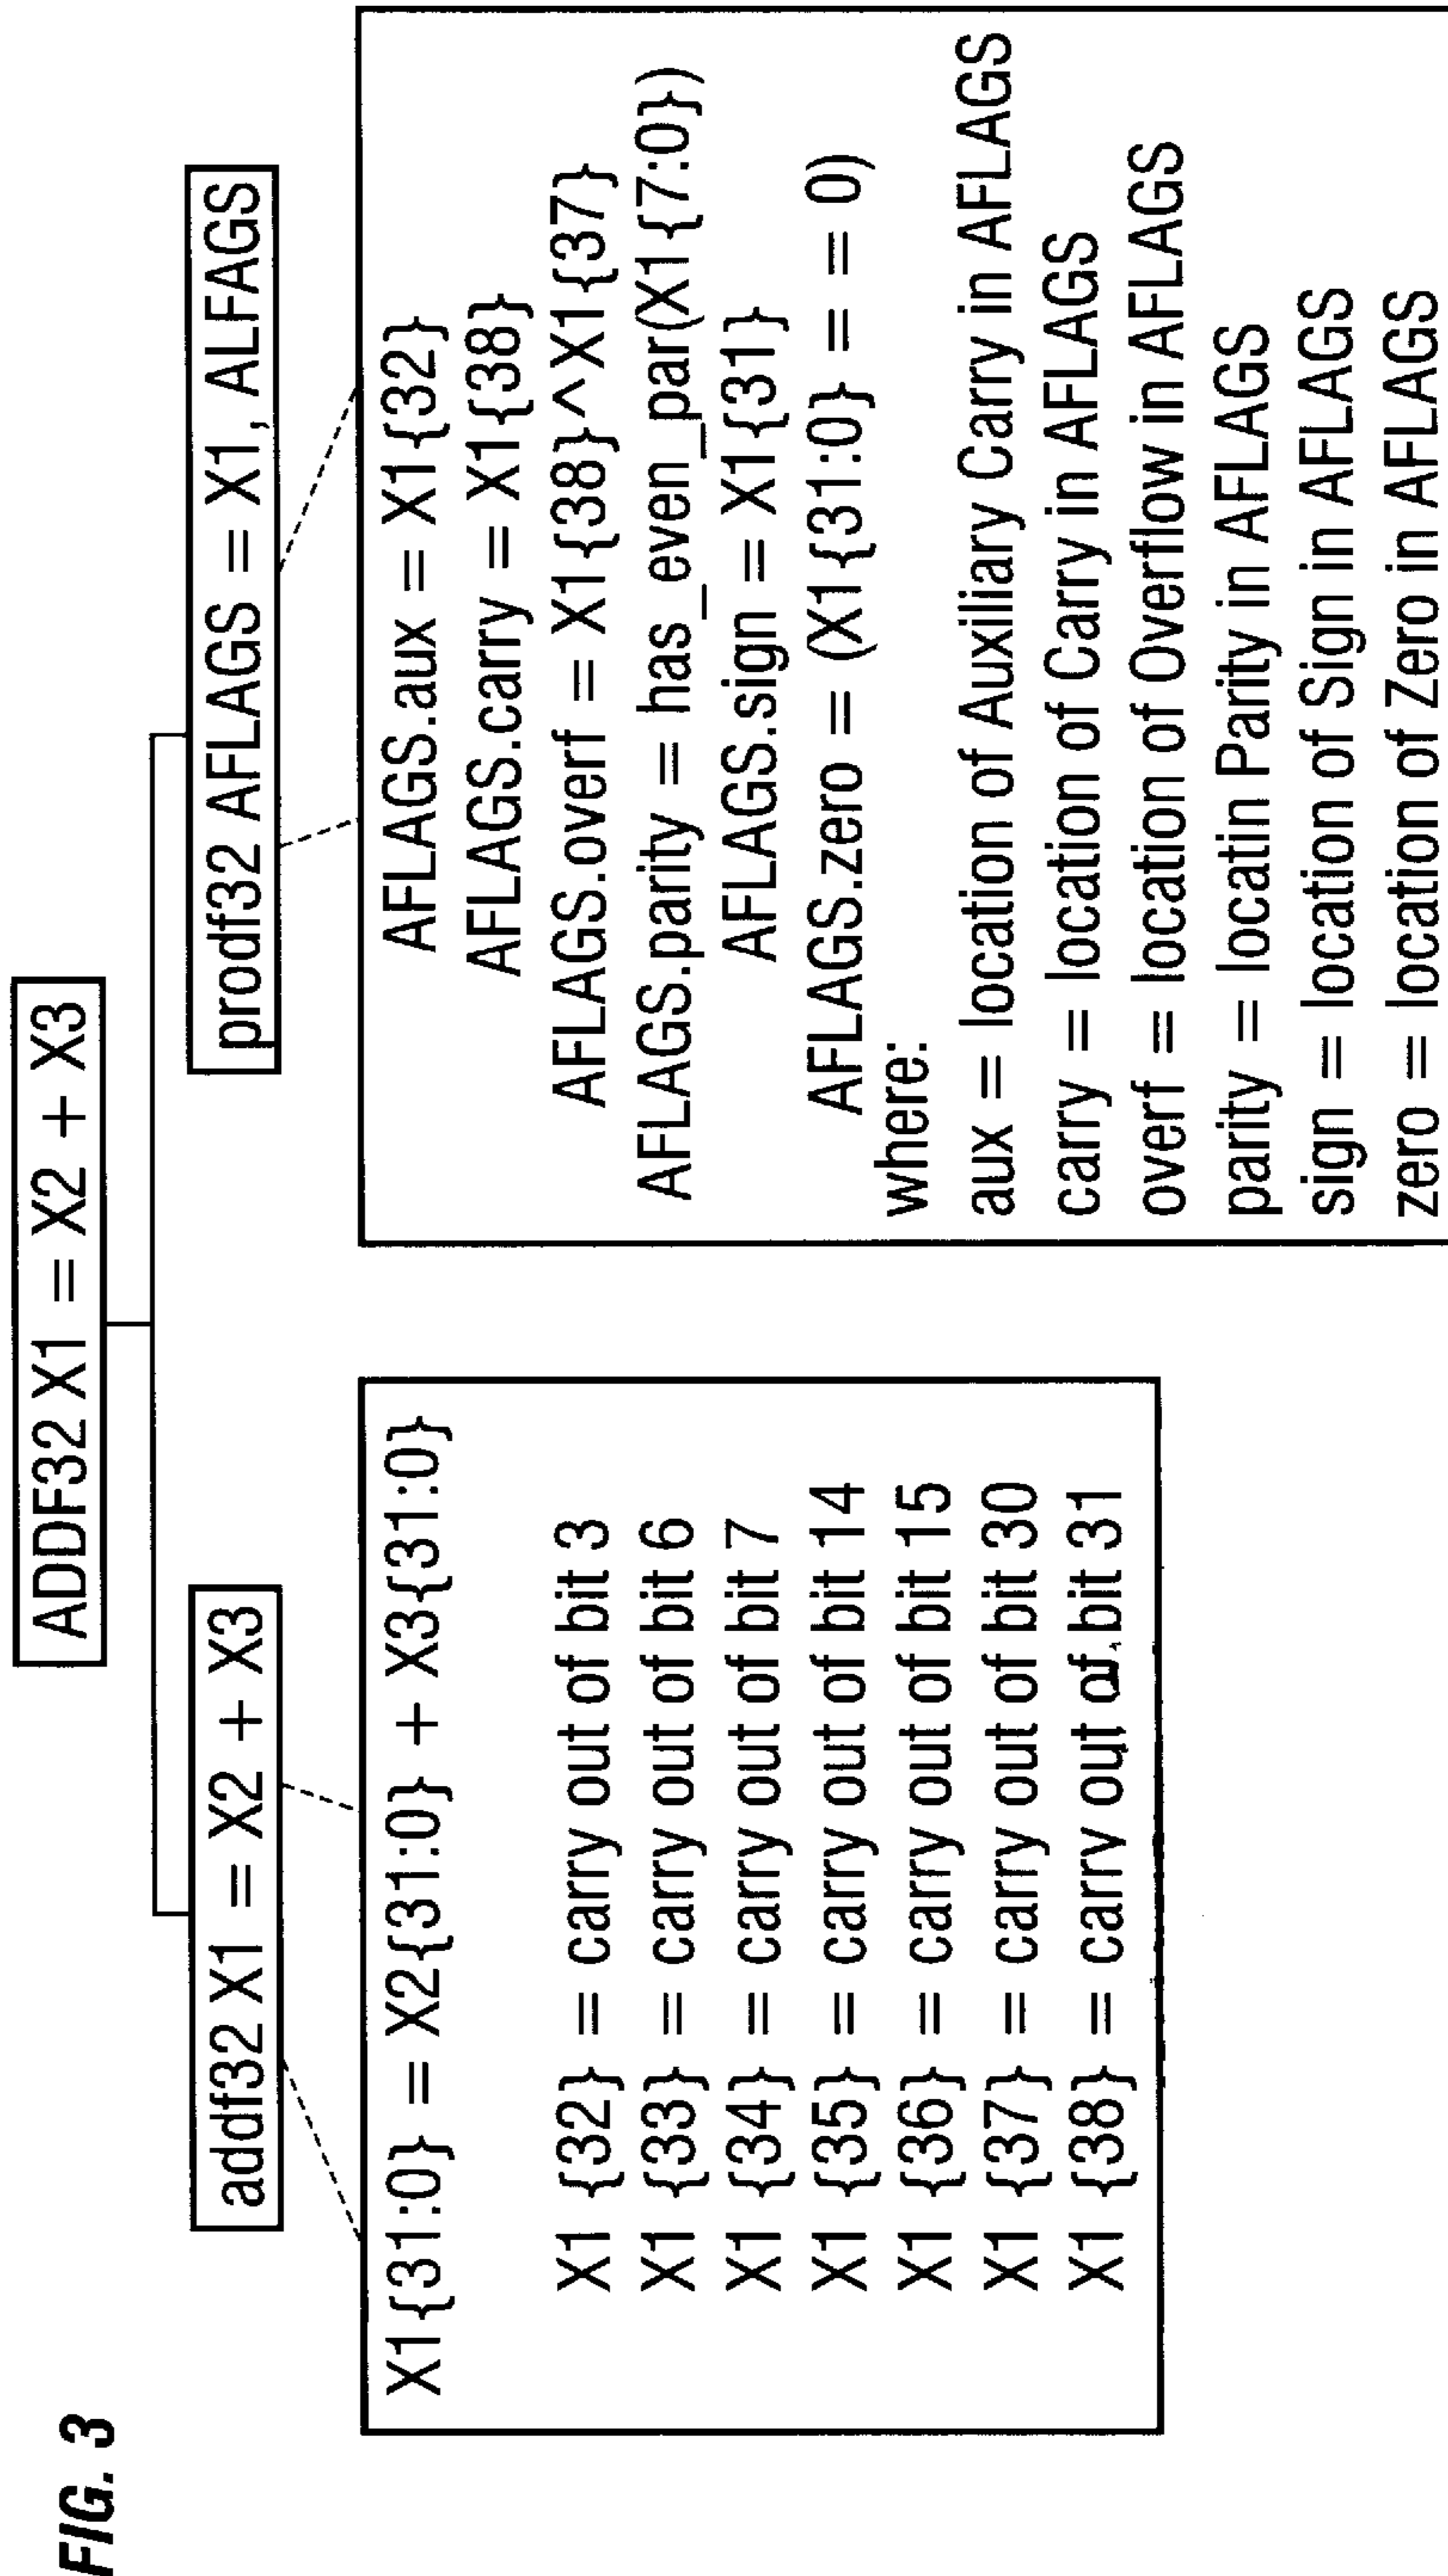 FIG. 3
ADDF32 X1 = X2 + X3
addf32 X1 = X2 + X3
X1{31:0} = X2{31:0} + X3{31:0}
X1 {32} = carry out of bit 3
X1 {33} = carry out of bit 6
X1 {34} = carry out of bit 7
X1 {35} = carry out of bit 14
X1 {36} = carry out of bit 15
X1 {37} = carry out of bit 30
X1 {38} = carry out of bit 31
prodf32 AFLAGS = X1, ALFAGS
AFLAGS.aux = X1{32}
AFLAGS.carry = X1{38}
AFLAGS.overf = X1{38}^X1{37}
AFLAGS.parity = has_even_par(X1{7:0})
AFLAGS.sign = X1{31}
AFLAGS.zero = (X1{31:0} = = 0)
where:
aux = location of Auxiliary Carry in AFLAGS
carry = location of Carry in AFLAGS
overf = location of Overflow in AFLAGS
parity = locatin Parity in AFLAGS
sign = location of Sign in AFLAGS
zero = location of Zero in AFLAGS